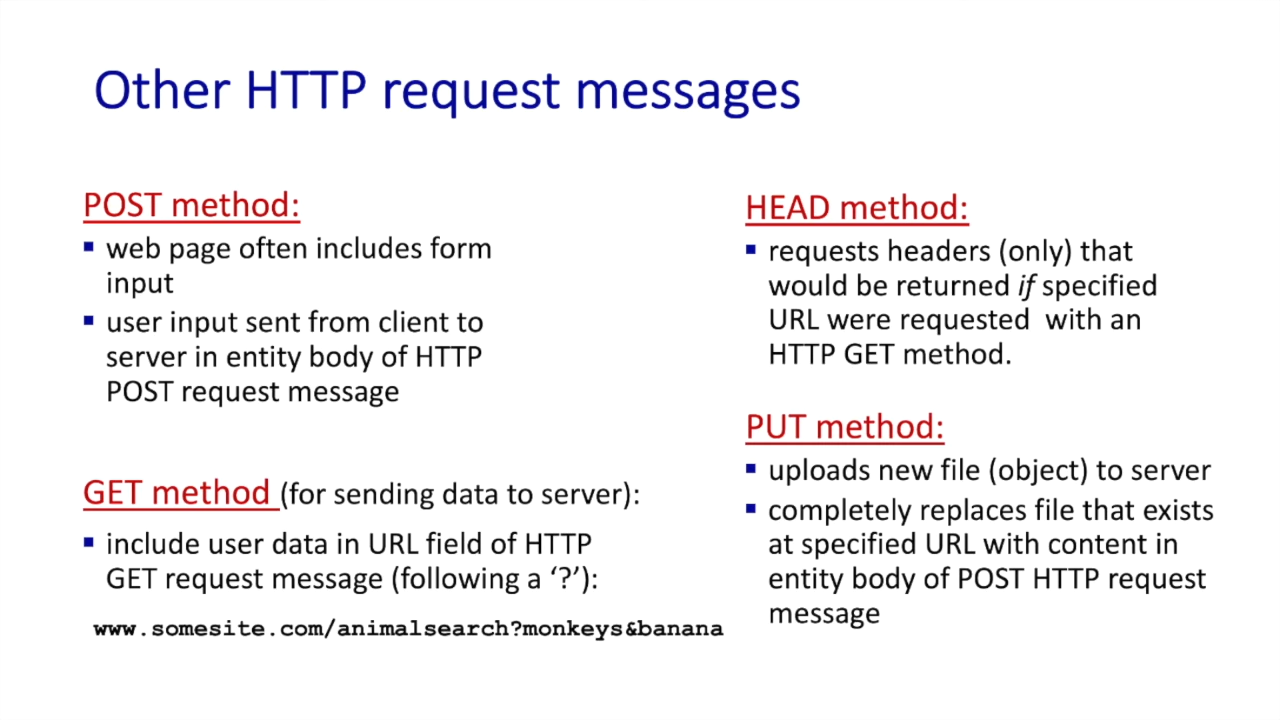 Other HTTP request messages
POST method:
▪ web page often includes form
input
▪ user input sent from client to
server in entity body of HTTP
POST request message
GET method (for sending data to server):
▪ include user data in URL field of HTTP
GET request message (following a ‘?’):
www.somesite.com/animalsearch?monkeys&banana
HEAD method:
▪ requests headers (only) that
would be returned if specified
URL were requested with an
HTTP GET method.
PUT method:
▪ uploads new file (object) to server
▪ completely replaces file that exists
at specified URL with content in
entity body of POST HTTP request
message